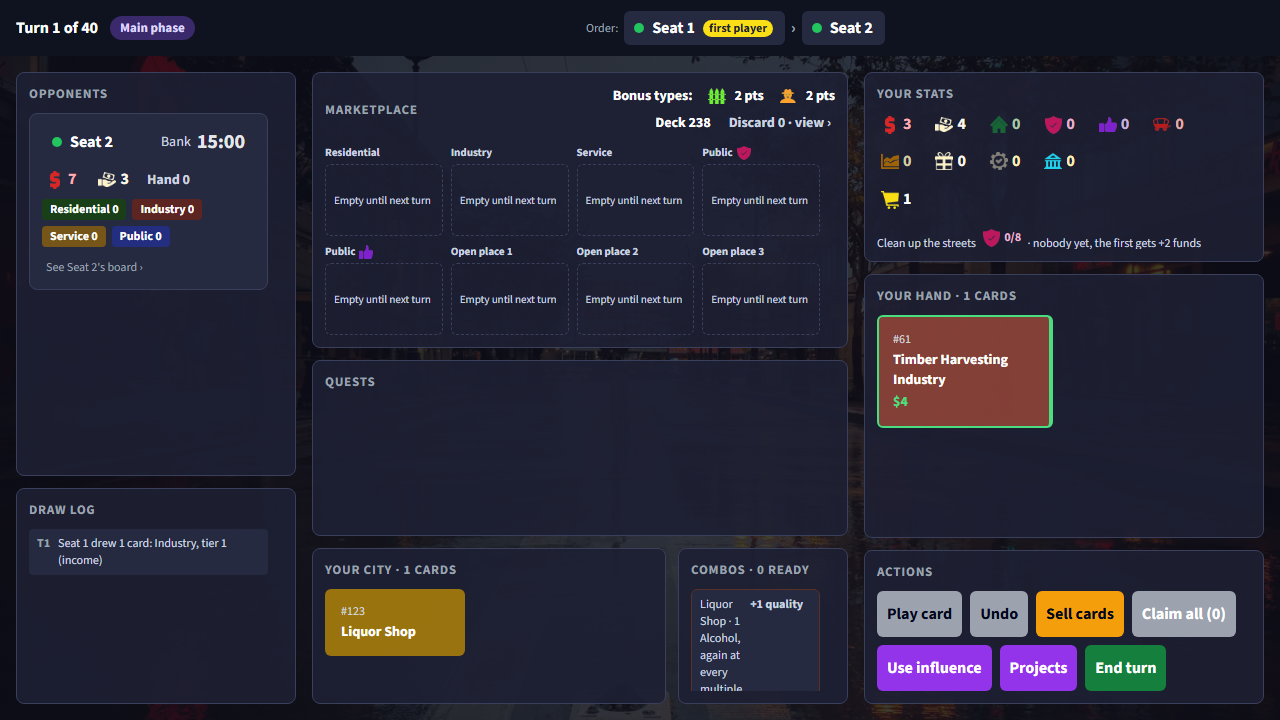 Turn 1 of 40
Main phase
Order:
Seat 1
first player
›
Seat 2
OPPONENTS
Seat 2
Bank 15:00
7
3
Hand 0
Residential 0
Industry 0
Service 0
Public 0
See Seat 2's board ›
DRAW LOG
T1 Seat 1 drew 1 card: Industry, tier 1
(income)
MARKETPLACE
Bonus types: 2 pts 2 pts
Deck 238 Discard 0 · view ›
Residential
Industry
Service
Public
Empty until next turn
Empty until next turn
Empty until next turn
Empty until next turn
Public
Open place 1
Open place 2
Open place 3
Empty until next turn
Empty until next turn
Empty until next turn
Empty until next turn
QUESTS
YOUR CITY · 1 CARDS
#123
Liquor Shop
COMBOS · 0 READY
Liquor +1 quality
Shop · 1
Alcohol,
again at
every
multiple
YOUR STATS
3 4 0 0 0 0
0 0 0 0
1
Clean up the streets 0/8 · nobody yet, the first gets +2 funds
YOUR HAND · 1 CARDS
#61
Timber Harvesting
Industry
$4
ACTIONS
Play card
Undo
Sell cards
Claim all (0)
Use influence
Projects
End turn